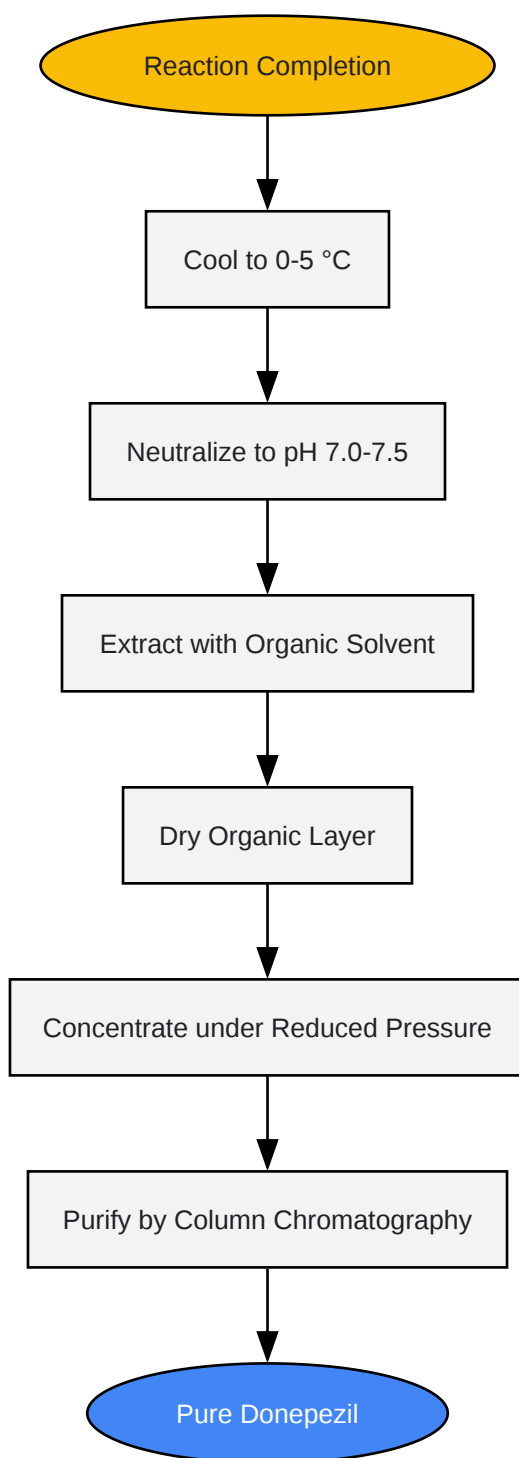 Reaction Completion
Cool to 0-5 °C
Neutralize to pH 7.0-7.5
Extract with Organic Solvent
Dry Organic Layer
Concentrate under Reduced Pressure
Purify by Column Chromatography
Pure Donepezil